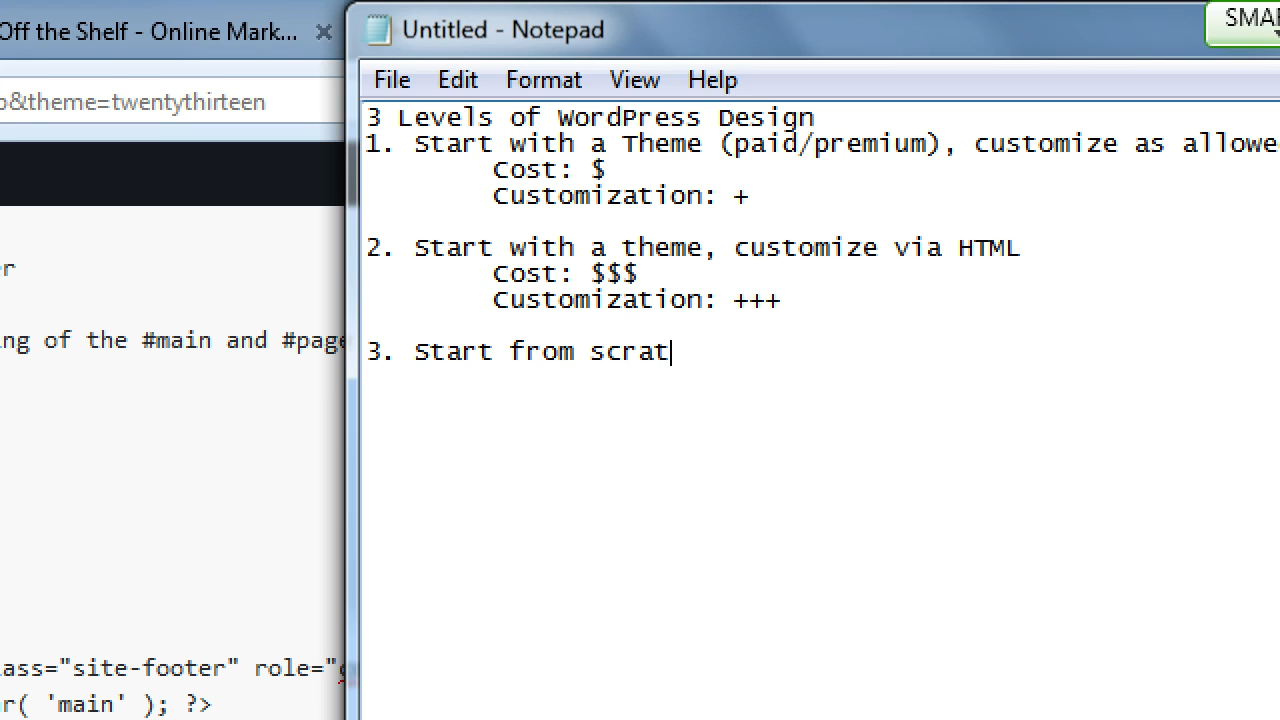 Off the Shelf - Online Mark...
Untitled - Notepad
File Edit Format View Help
&theme=twentythirteen
3 Levels of WordPress Design
1. Start with a Theme (paid/premium), customize as
Cost: $
Customization: +
2. Start with a theme, customize via HTML
Cost: $$$
Customization: +++
3. Start from scrat
ng of the #main and #page
ass="site-footer" role="
r( 'main' ); ?>